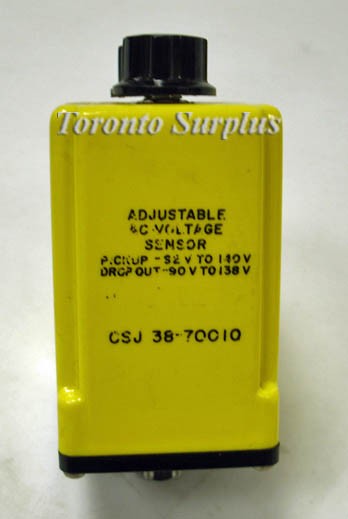 Toronto Surplus
ADJUSTABLE
AC-VOLTAGE
SENSOR
PICKUP -92 V TO 140 V
DROP OUT-90 V TO 138 V
CSJ 38-70010